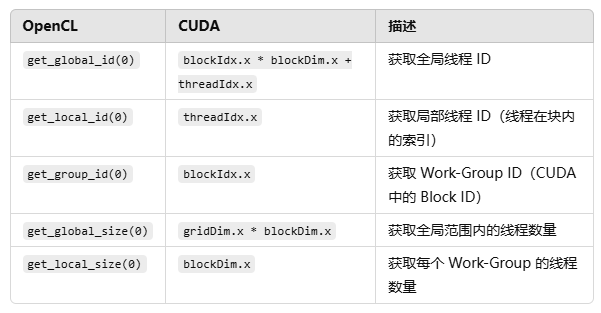 OpenCL CUDA 描述
get_global_id(0) blockIdx.x * blockDim.x + 获取全局线程 ID
threadIdx.x
get_local_id(0) threadIdx.x 获取局部线程 ID（线程在块内
的索引）
get_group_id(0) blockIdx.x 获取 Work-Group ID（CUDA
中的 Block ID）
get_global_size(0) gridDim.x * blockDim.x 获取全局范围内的线程数量
get_local_size(0) blockDim.x 获取每个 Work-Group 的线程
数量